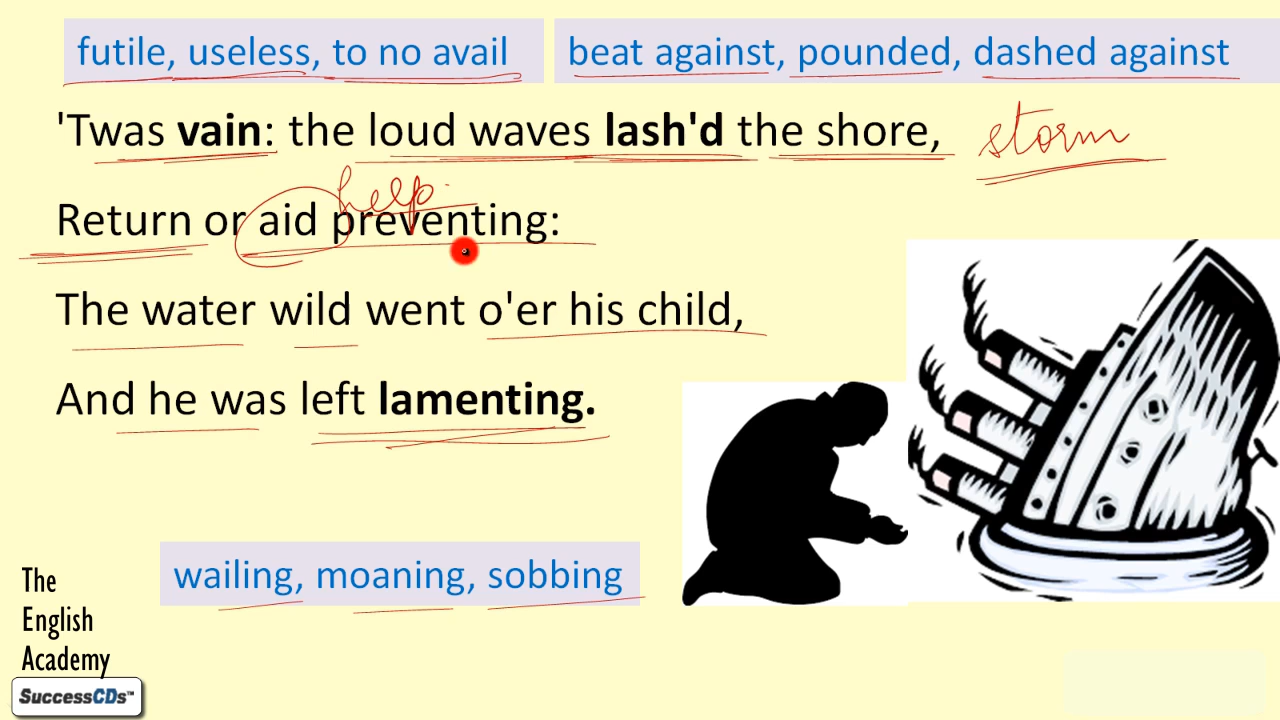 futile, useless, to no avail
beat against, pounded, dashed against
'Twas vain: the loud waves lash'd the shore,
storm
help
Return or aid preventing:
The water wild went o'er his child,
And he was left lamenting.
wailing, moaning, sobbing
The
English
Academy
SuccessCDs™